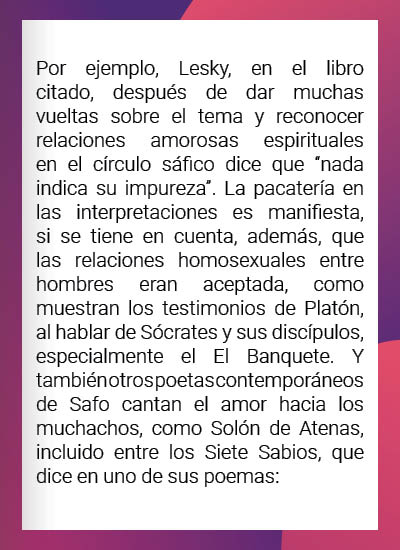 Por ejemplo, Lesky, en el libro
citado, después de dar muchas
vueltas sobre el tema y reconocer
relaciones amorosas espirituales
en el círculo sáfico dice que “nada
indica su impureza”. La pacatería en
las interpretaciones es manifiesta,
si se tiene en cuenta, además, que
las relaciones homosexuales entre
hombres eran aceptada, como
muestran los testimonios de Platón,
al hablar de Sócrates y sus discípulos,
especialmente el El Banquete. Y
también otros poetas contemporáneos
de Safo cantan el amor hacia los
muchachos, como Solón de Atenas,
incluido entre los Siete Sabios, que
dice en uno de sus poemas: